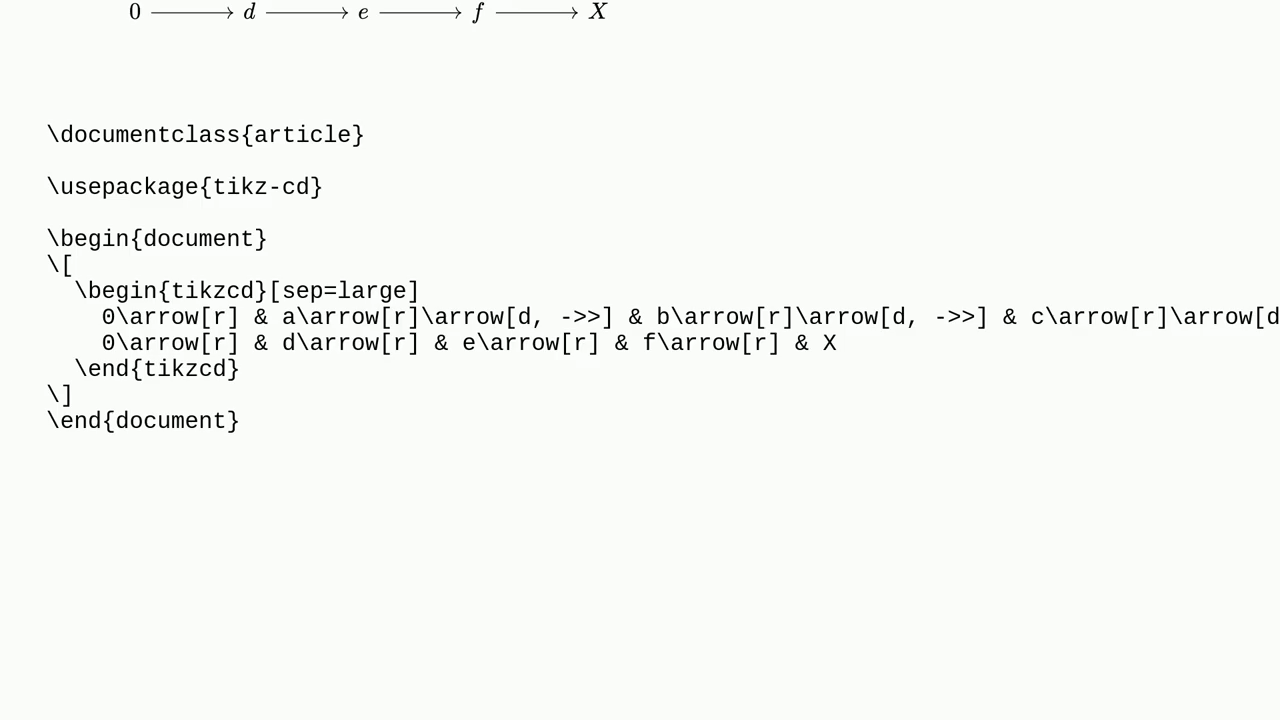 0 ⟶ d ⟶ e ⟶ f ⟶ X
\documentclass{article}
\usepackage{tikz-cd}
\begin{document}
\[
\begin{tikzcd}[sep=large]
0\arrow[r] & a\arrow[r]\arrow[d, ->>] & b\arrow[r]\arrow[d, ->>] & c\arrow[r]\arrow[d
0\arrow[r] & d\arrow[r] & e\arrow[r] & f\arrow[r] & X
\end{tikzcd}
\]
\end{document}